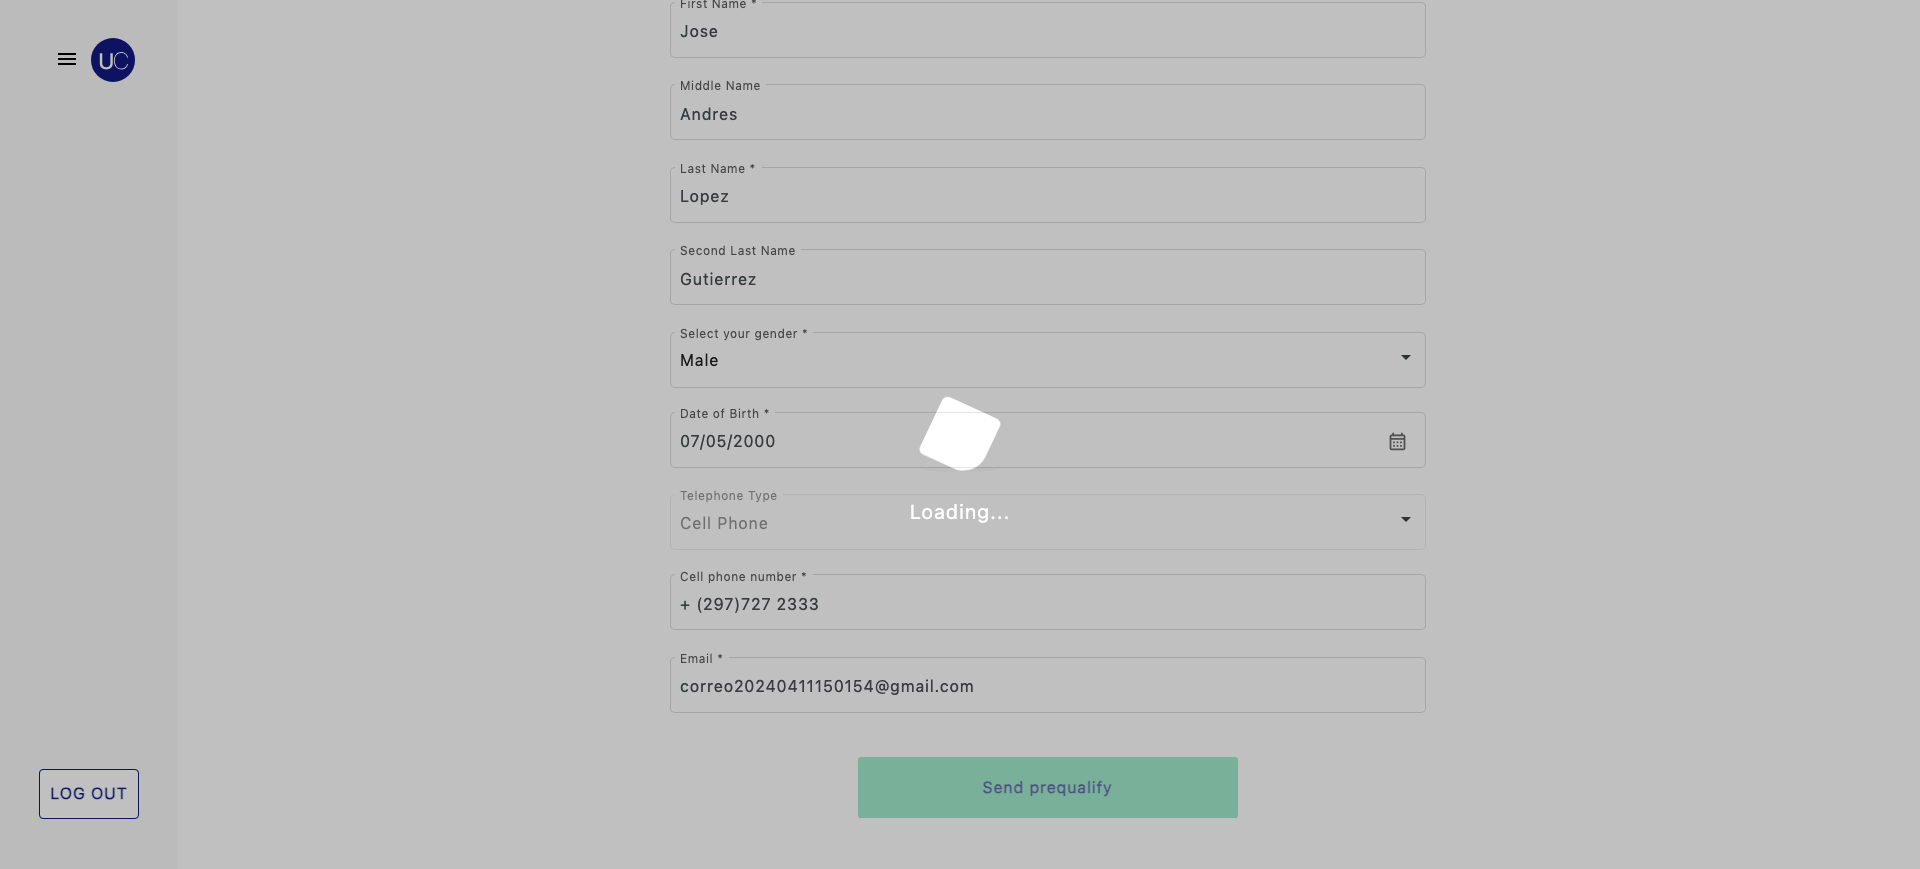 First Name *
Jose
UC
Middle Name
Andres
Last Name *
Lopez
Second Last Name
Gutierrez
Select your gender *
Male
Date of Birth *
07/05/2000
Telephone Type
Cell Phone
Loading...
Cell phone number *
+ (297)727 2333
Email *
correo20240411150154@gmail.com
Send prequalify
LOG OUT